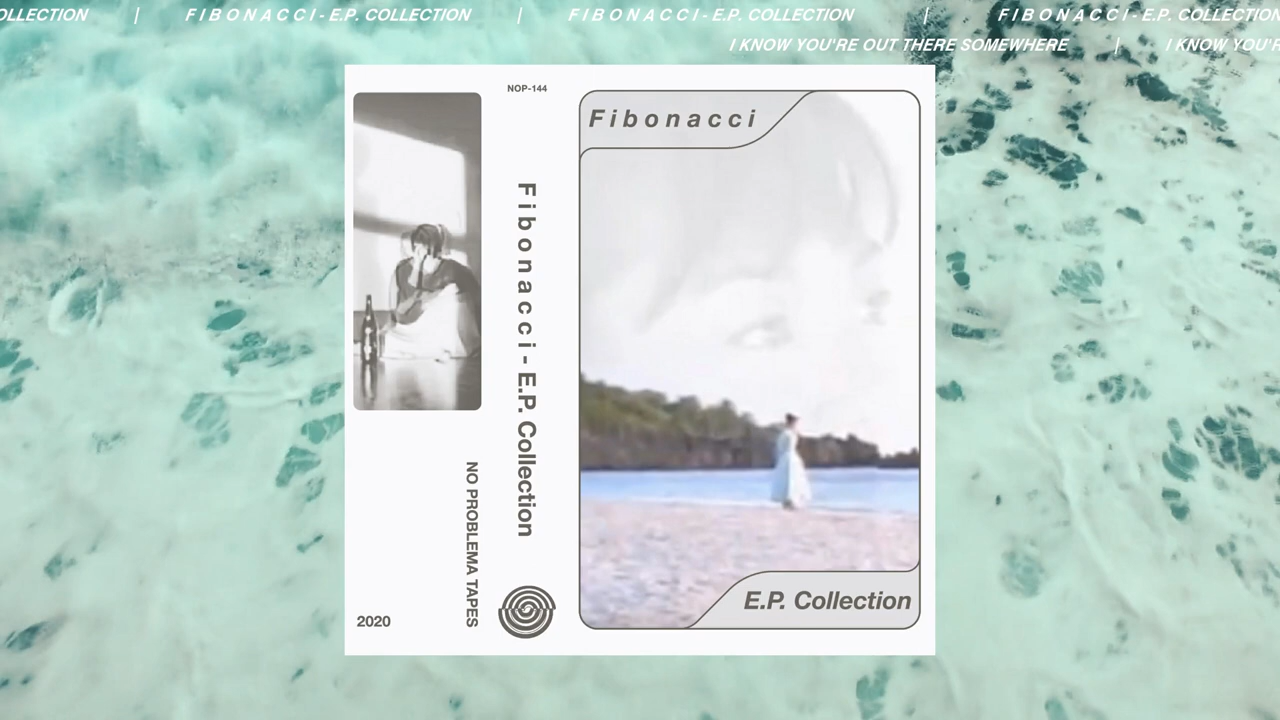 OLLECTION | F I B O N A C C I - E.P. COLLECTION | F I B O N A C C I - E.P. COLLECTION | F I B O N A C C I - E.P. COLLECTION
I KNOW YOU'RE OUT THERE SOMEWHERE | I KNOW YOU'R
NOP-144
Fibonacci - E.P. Collection
NO PROBLEMA TAPES
2020
Fibonacci
E.P. Collection